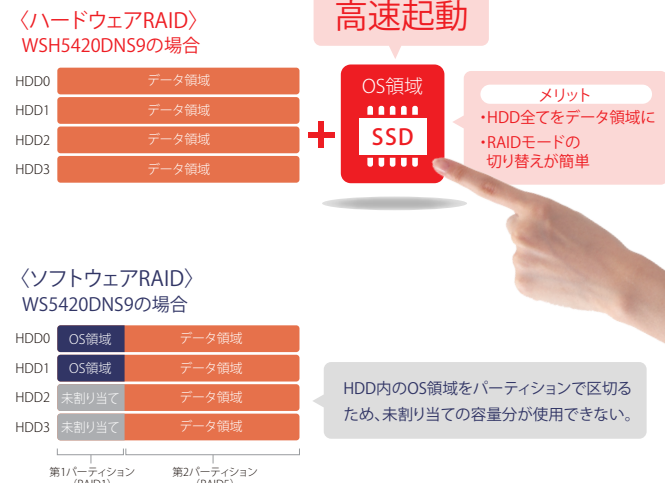 〈ハードウェアRAID〉
WSH5420DNS9の場合
高速起動
HDD0 データ領域
HDD1 データ領域
HDD2 データ領域
HDD3 データ領域
+
OS領域
SSD
メリット
・HDD全てをデータ領域に
・RAIDモードの
切り替えが簡単
〈ソフトウェアRAID〉
WS5420DNS9の場合
HDD0 OS領域 データ領域
HDD1 OS領域 データ領域
HDD2 未割り当て データ領域
HDD3 未割り当て データ領域
HDD内のOS領域をパーティションで区切る
ため、未割り当ての容量分が使用できない。
第1パーティション 第2パーティション
(RAID1) (RAID5)